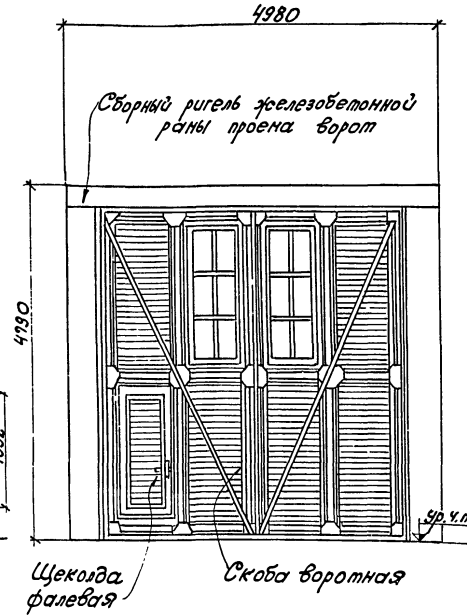 4980
Сборный ригель железобетонной
рамы проема ворот
4790
Ур.ч.п
Щеколда
фалевая
Скоба воротная